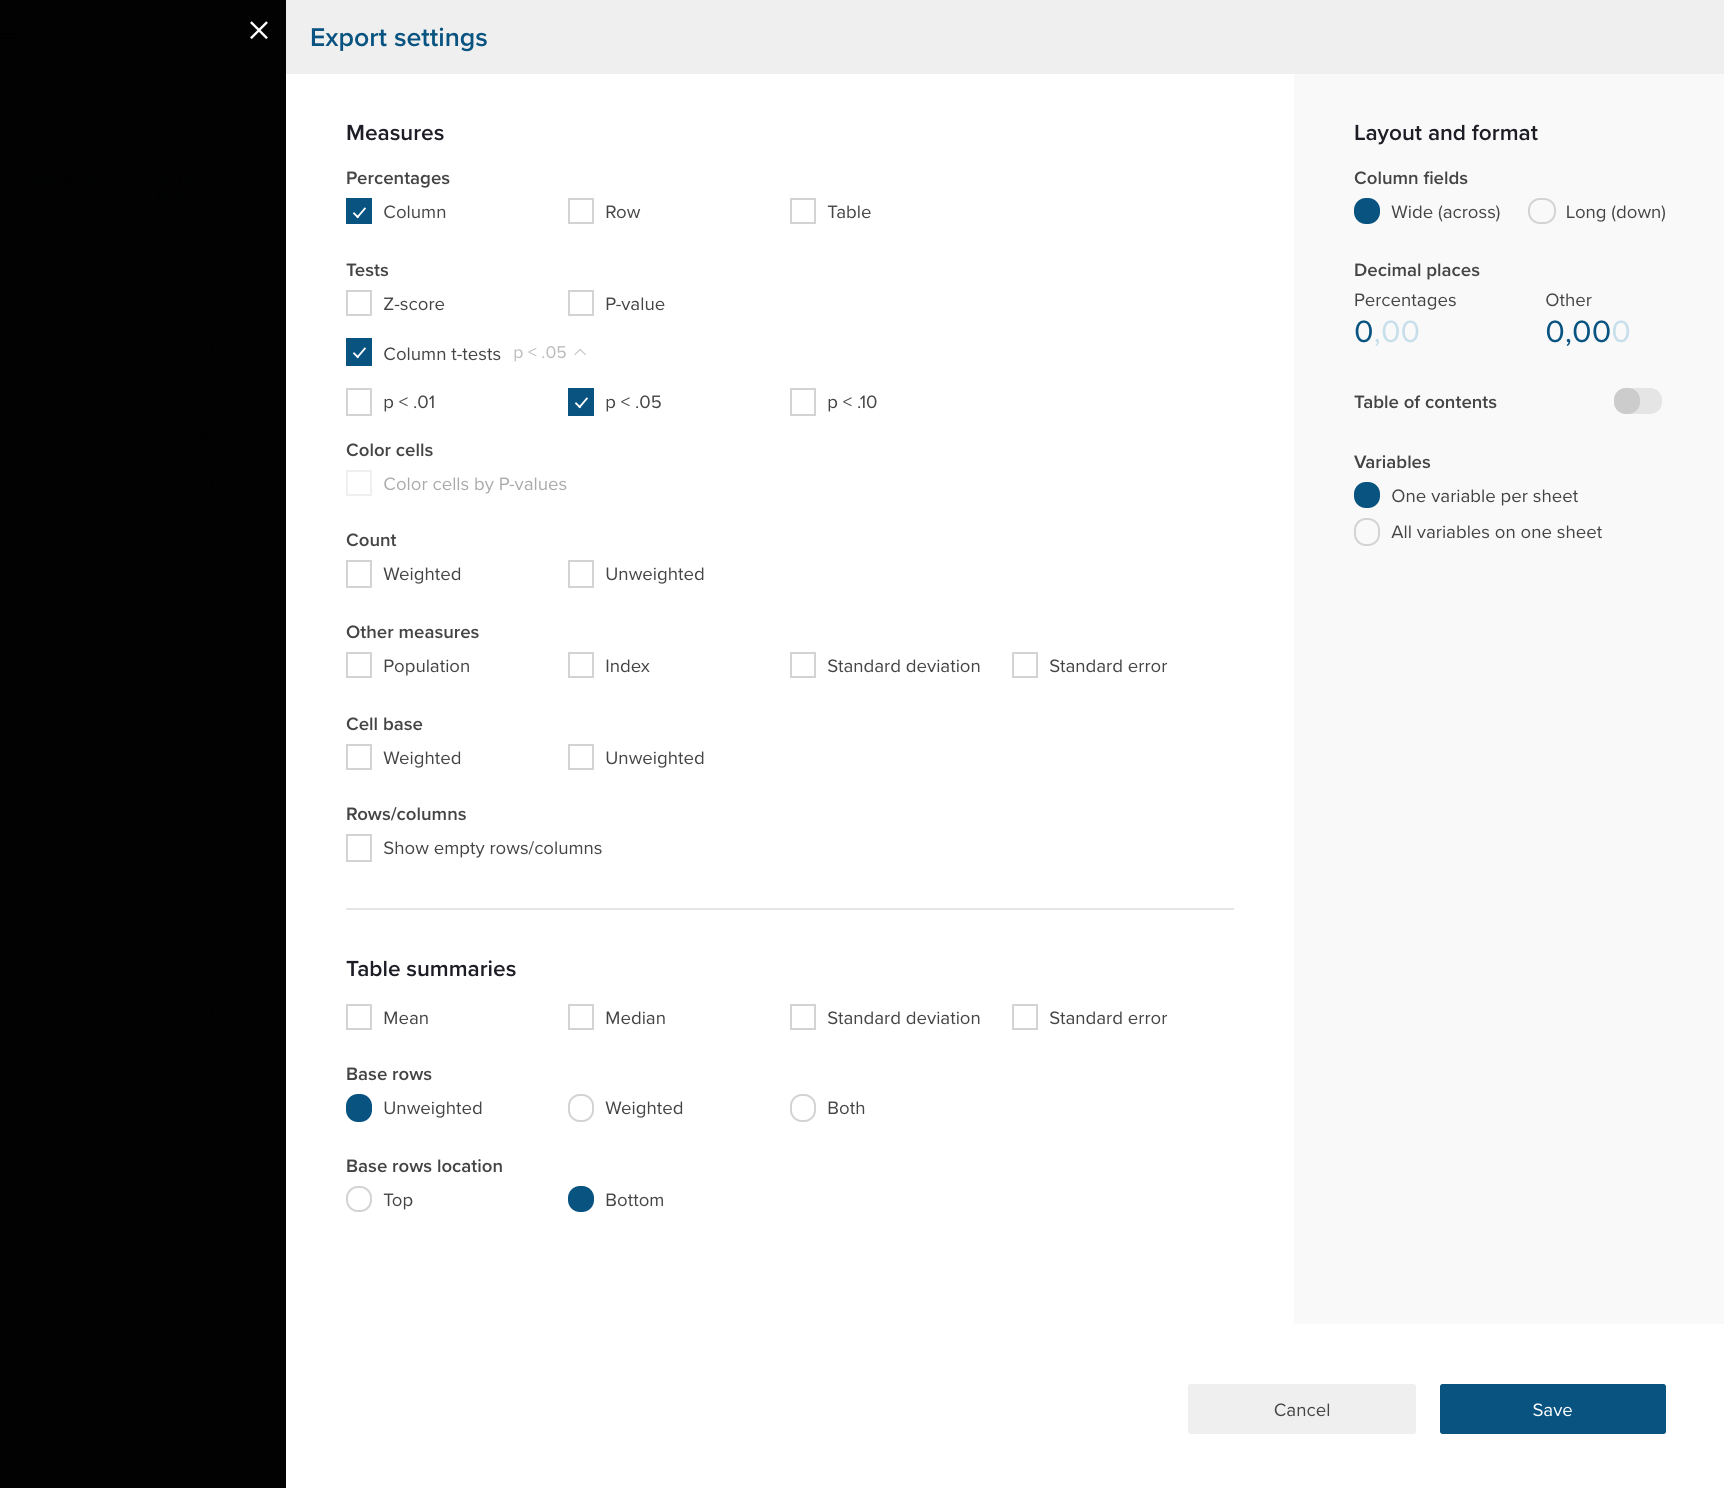 Export settings
Measures
Percentages
Column
Row
Table
Tests
Z-score
P-value
Column t-tests p < .05
p < .01
p < .05
p < .10
Color cells
Color cells by P-values
Count
Weighted
Unweighted
Other measures
Population
Index
Standard deviation
Standard error
Cell base
Weighted
Unweighted
Rows/columns
Show empty rows/columns
Table summaries
Mean
Median
Standard deviation
Standard error
Base rows
Unweighted
Weighted
Both
Base rows location
Top
Bottom
Layout and format
Column fields
Wide (across)
Long (down)
Decimal places
Percentages
Other
0,00
0,000
Table of contents
Variables
One variable per sheet
All variables on one sheet
Cancel
Save